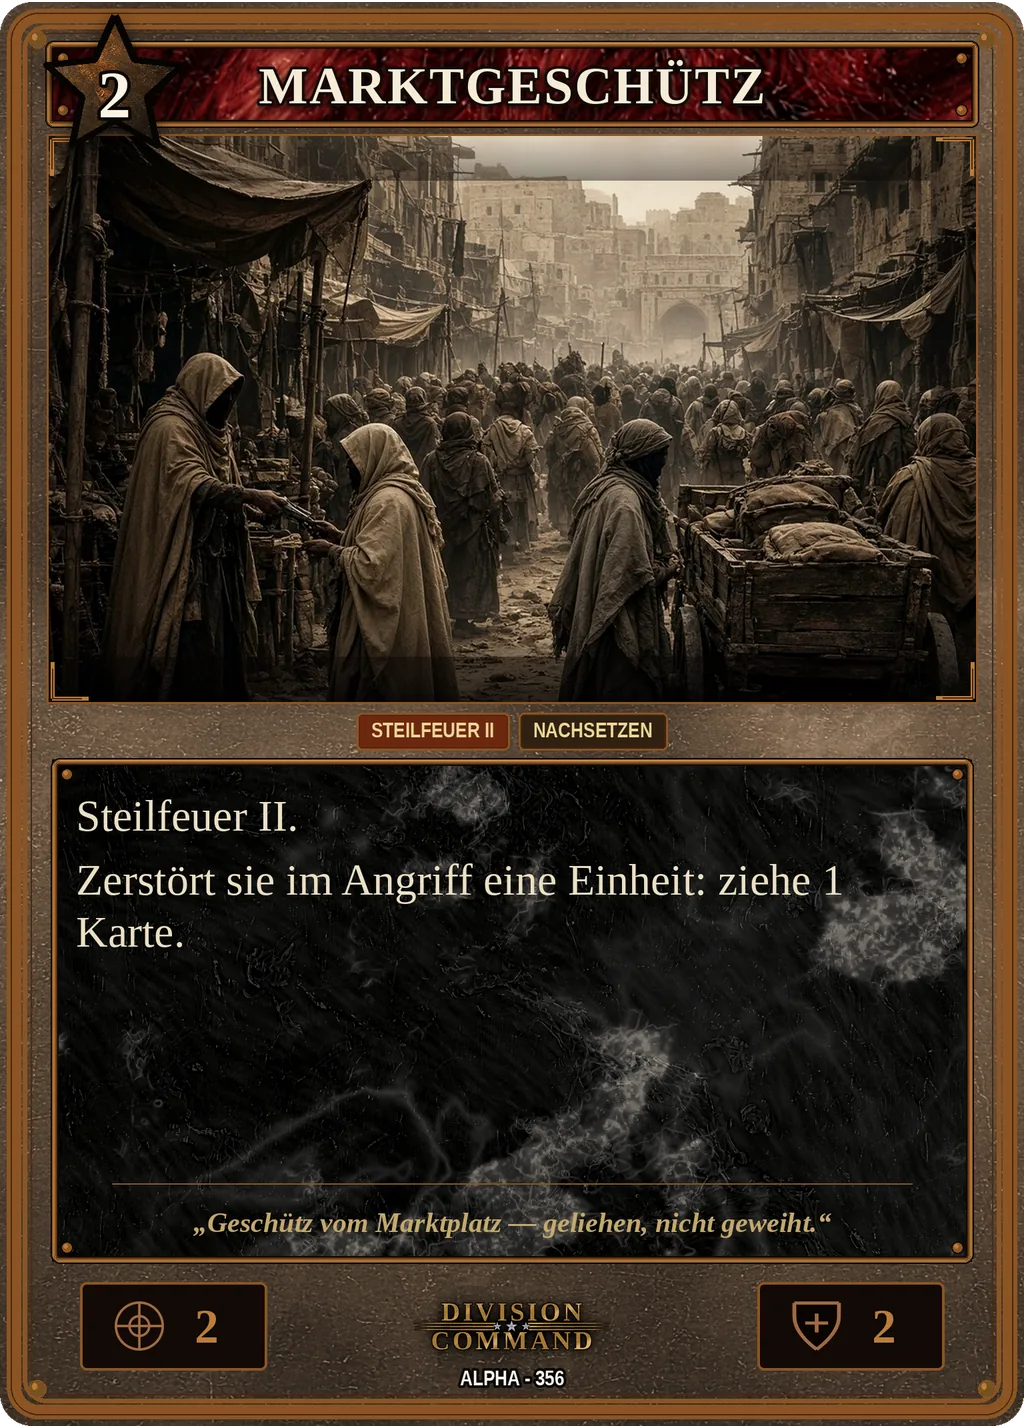 2
MARKTGESCHÜTZ
STEILFEUER II
NACHSETZEN
Steilfeuer II.
Zerstört sie im Angriff eine Einheit: ziehe 1
Karte.
„Geschütz vom Marktplatz — geliehen, nicht geweiht.“
2
DIVISION
COMMAND
2
ALPHA - 356